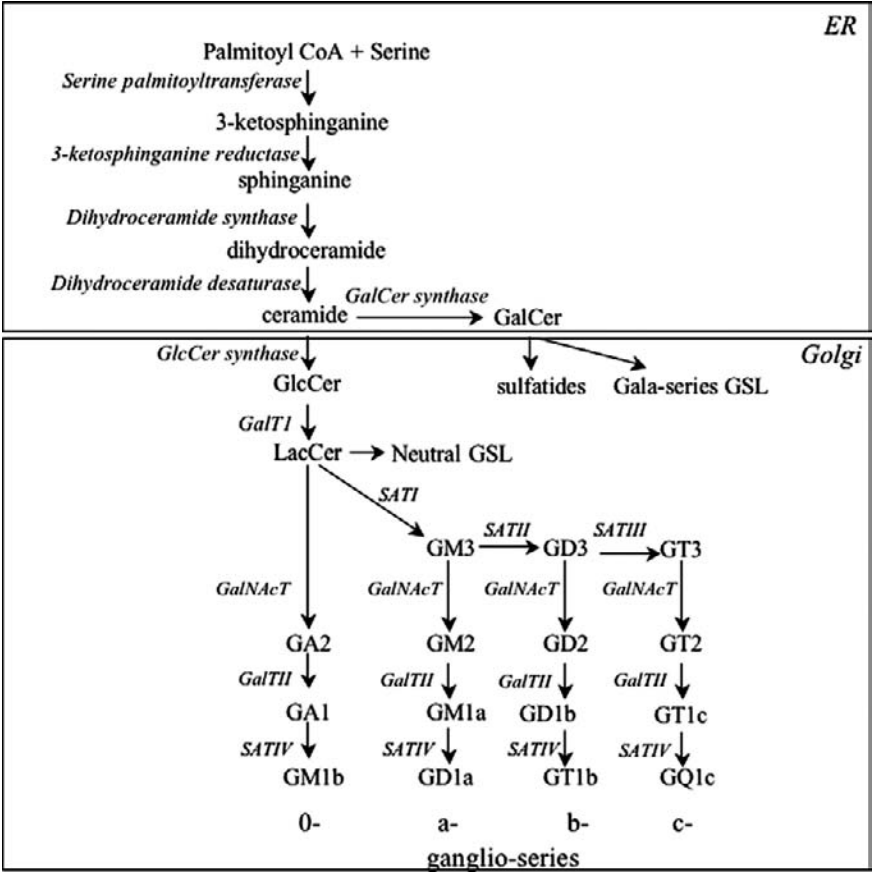 ER
Palmitoyl CoA + Serine
Serine palmitoyltransferase
3-ketosphinganine
3-ketosphinganine reductase
sphinganine
Dihydroceramide synthase
dihydroceramide
Dihydroceramide desaturase
GalCer synthase
ceramide GalCer
Golgi
GlcCer synthase
GlcCer sulfatides Gala-series GSL
GalT1
LacCer Neutral GSL
SATI
SATII SATIII
GM3 GD3 GT3
GalNAcT GalNAcT GalNAcT GalNAcT
GA2 GM2 GD2 GT2
GalTII GalTII GalTII GalTII
GA1 GM1a GD1b GT1c
SATIV SATIV SATIV SATIV
GM1b GD1a GT1b GQ1c
0- a- b- c-
ganglio-series